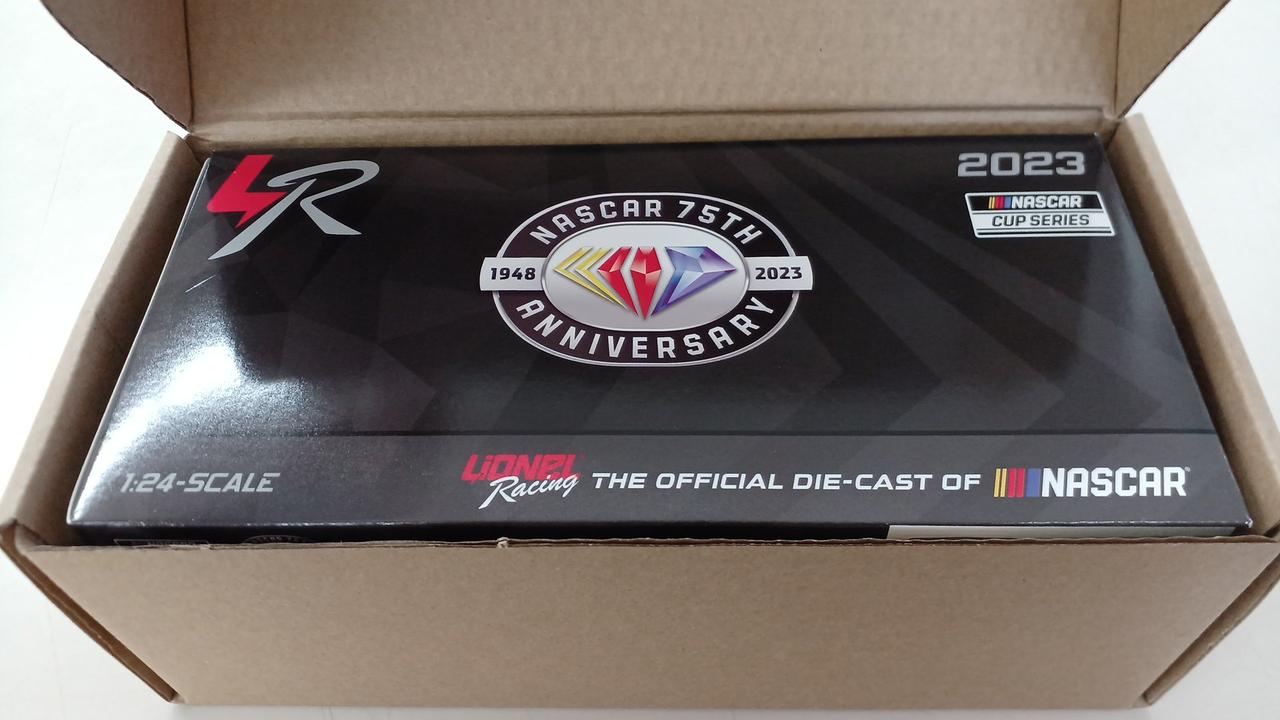 LR
2023
NASCAR
CUP SERIES
NASCAR 75TH
1948 2023
ANNIVERSARY
1:24-SCALE
LIONEL Racing THE OFFICIAL DIE-CAST OF NASCAR